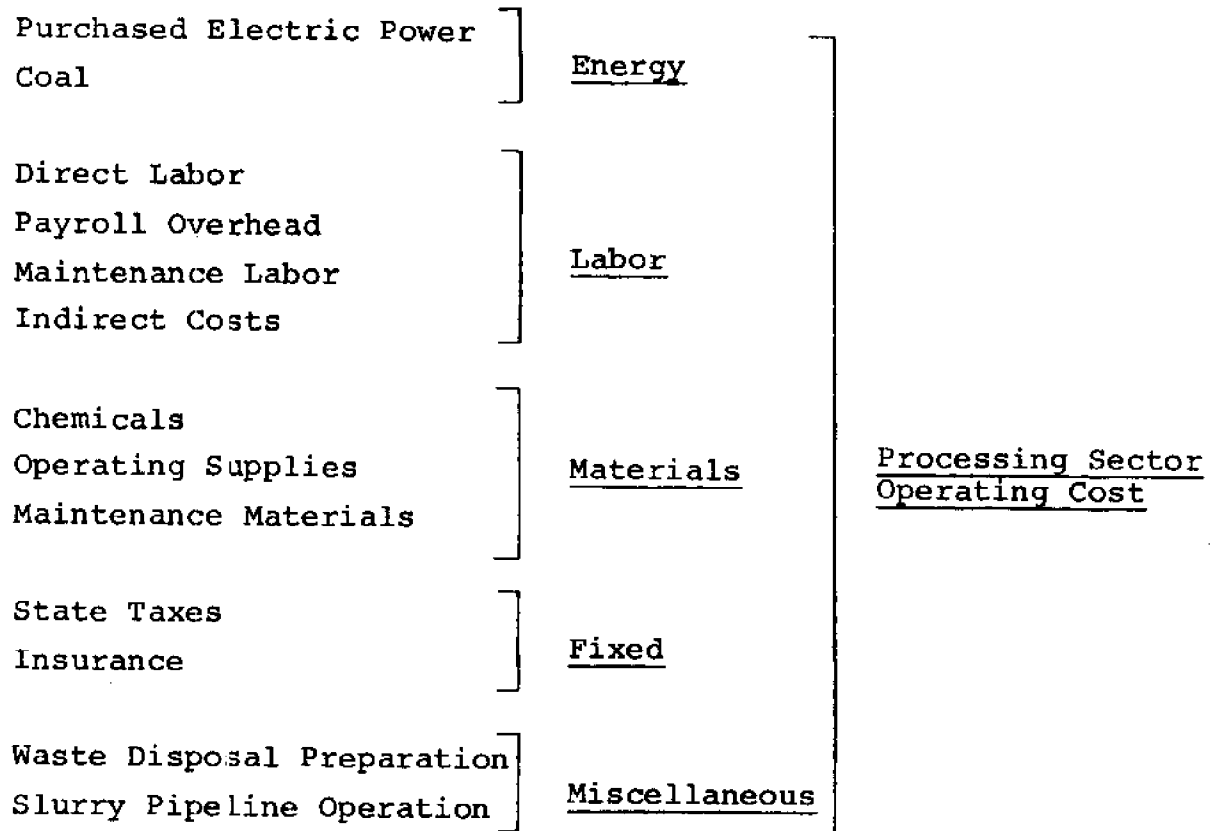 Purchased Electric Power
Coal
Energy
Direct Labor
Payroll Overhead
Maintenance Labor
Indirect Costs
Labor
Chemicals
Operating Supplies
Maintenance Materials
Materials
Processing Sector
Operating Cost
State Taxes
Insurance
Fixed
Waste Disposal Preparation
Slurry Pipeline Operation
Miscellaneous